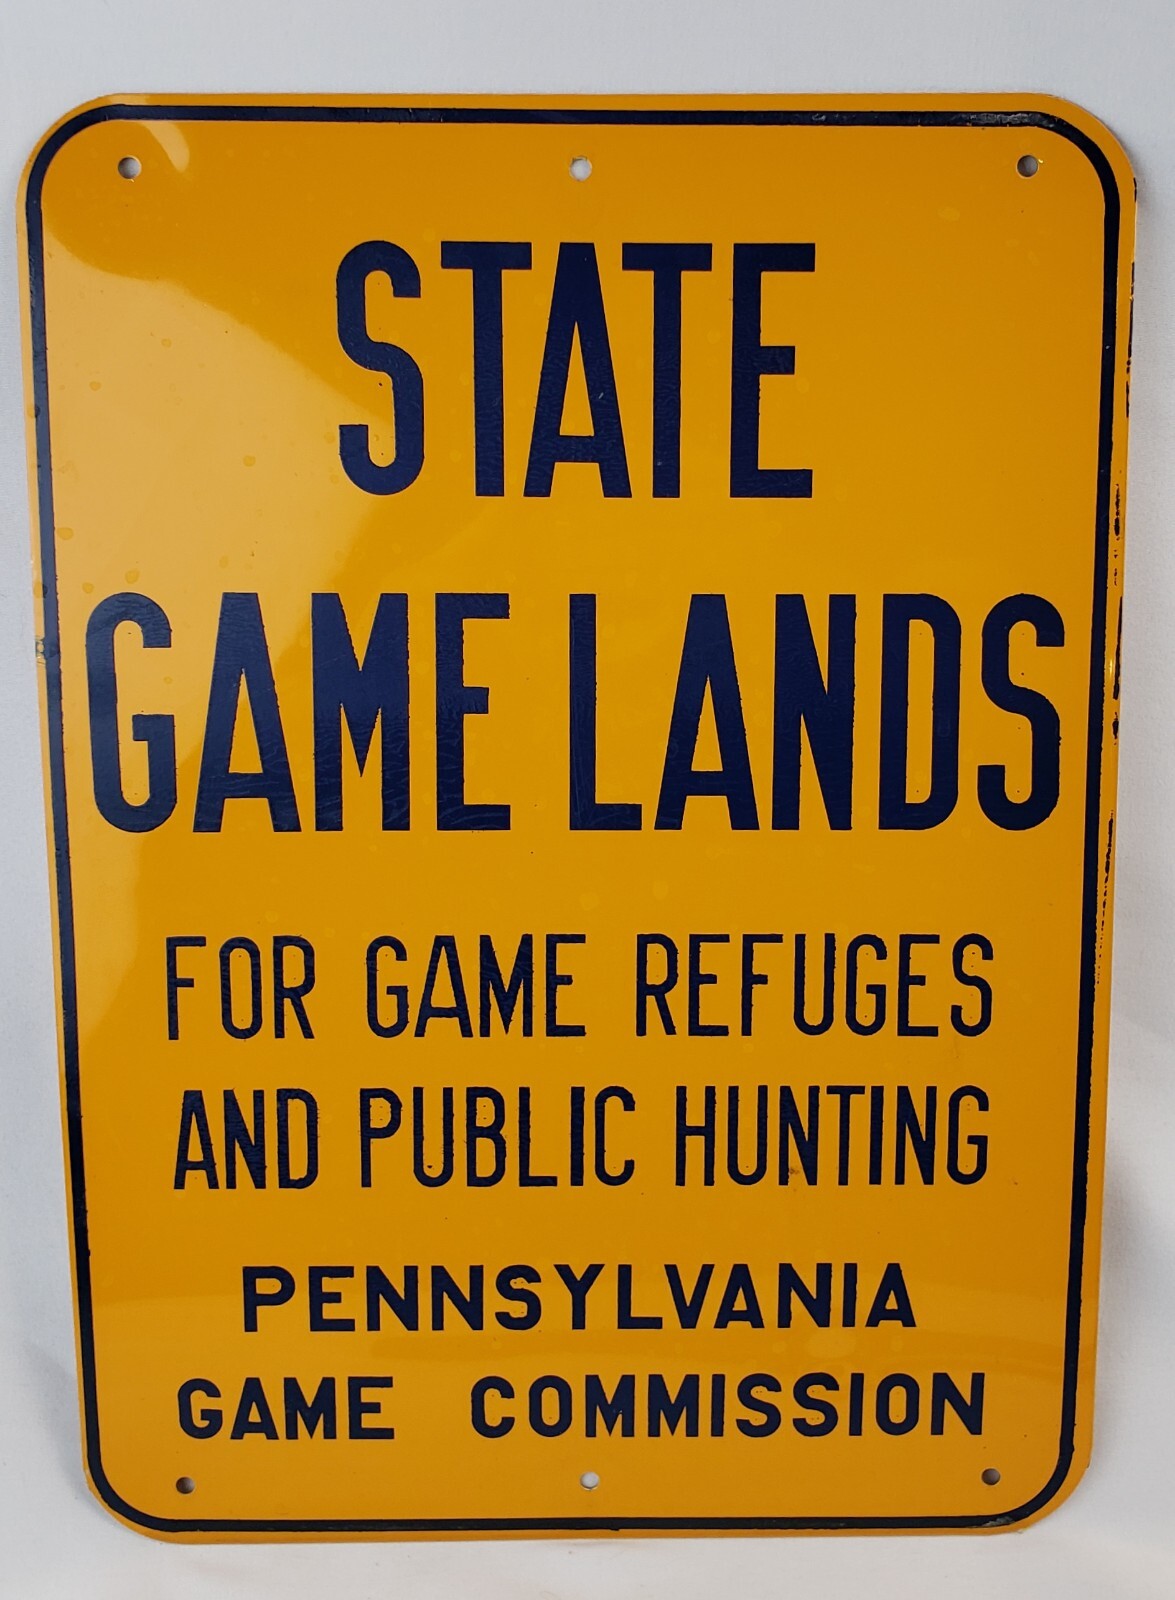 STATE
GAME LANDS
FOR GAME REFUGES
AND PUBLIC HUNTING
PENNSYLVANIA
GAME COMMISSION